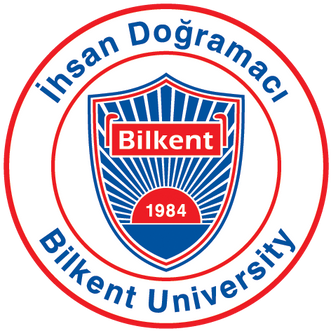 İhsan Doğramacı
Bilkent
1984
Bilkent University